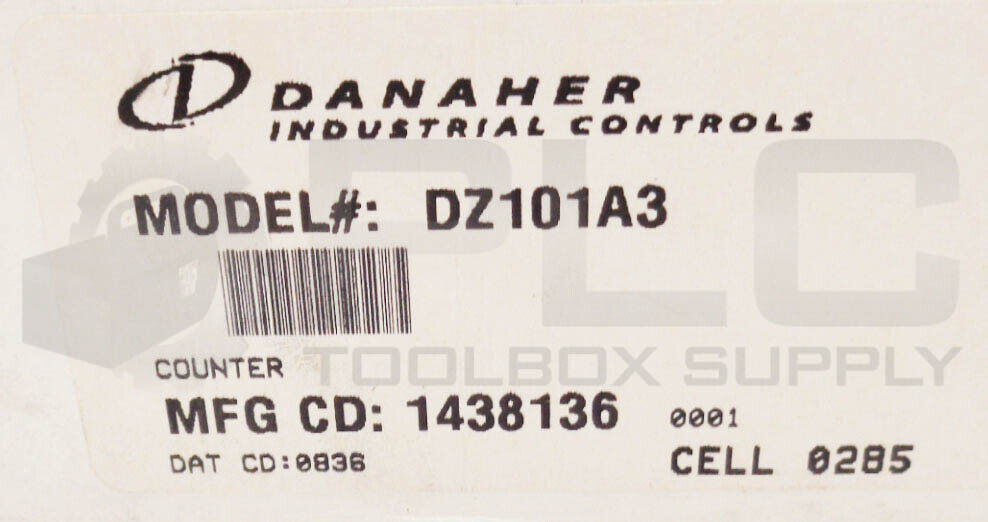 DANAHER
INDUSTRIAL CONTROLS
MODEL#: DZ101A3
COUNTER
MFG CD: 1438136 0001
DAT CD:0836
CELL 0285
PLC
TOOLBOX SUPPLY